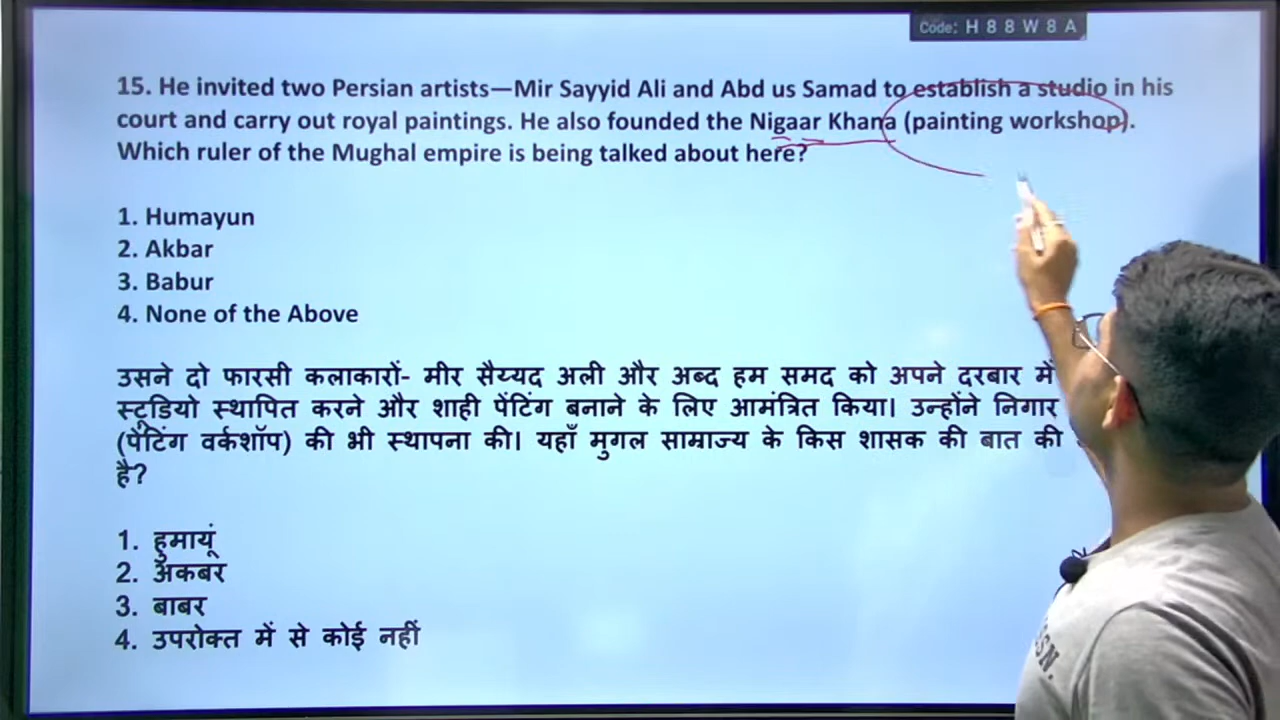 Code: H 8 8 W 8 A
15. He invited two Persian artists—Mir Sayyid Ali and Abd us Samad to establish a studio in his
court and carry out royal paintings. He also founded the Nigaar Khana (painting workshop).
Which ruler of the Mughal empire is being talked about here?
1. Humayun
2. Akbar
3. Babur
4. None of the Above
उसने दो फारसी कलाकारों- मीर सैय्यद अली और अब्द हम समद को अपने दरबार में
स्टूडियो स्थापित करने और शाही पेंटिंग बनाने के लिए आमंत्रित किया। उन्होंने निगार
(पेंटिंग वर्कशॉप) की भी स्थापना की। यहाँ मुगल साम्राज्य के किस शासक की बात की
है?
1. हुमायूं
2. अकबर
3. बाबर
4. उपरोक्त में से कोई नहीं